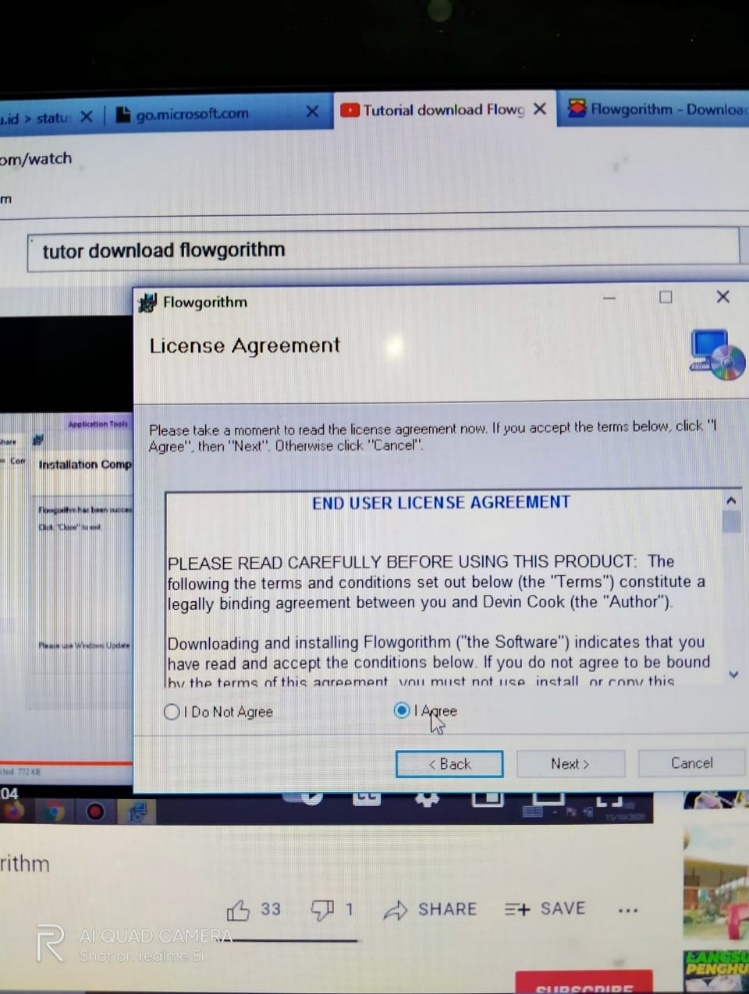 u.id > statu
go.microsoft.com
Tutorial download Flowg
Flowgorithm - Downloa
om/watch
m
tutor download flowgorithm
Flowgorithm
License Agreement
Please take a moment to read the license agreement now. If you accept the terms below, click "I
Agree", then "Next". Otherwise click "Cancel".
END USER LICENSE AGREEMENT
PLEASE READ CAREFULLY BEFORE USING THIS PRODUCT: The
following the terms and conditions set out below (the "Terms") constitute a
legally binding agreement between you and Devin Cook (the "Author").
Downloading and installing Flowgorithm ("the Software") indicates that you
have read and accept the conditions below. If you do not agree to be bound
by the terms of this agreement, you must not use, install, or copy this
I Do Not Agree
I Agree
< Back
Next >
Cancel
Application Tools
Installation Comp
Flowgorithm has been succes
Click "Close" to exit
Please use Windows Update
772 KB
04
rithm
33
1
SHARE
SAVE
SUBSCRIBE
LANGSU
PENGHU
R
AI QUAD CAMERA
Shot on realme 5i